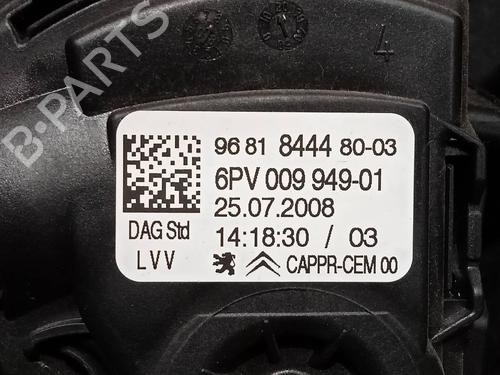 B-PARTS
4
96 81 8444 80-03
6PV 009 949-01
25.07.2008
DAG Std
14:18:30 / 03
LVV
CAPPR-CEM 00